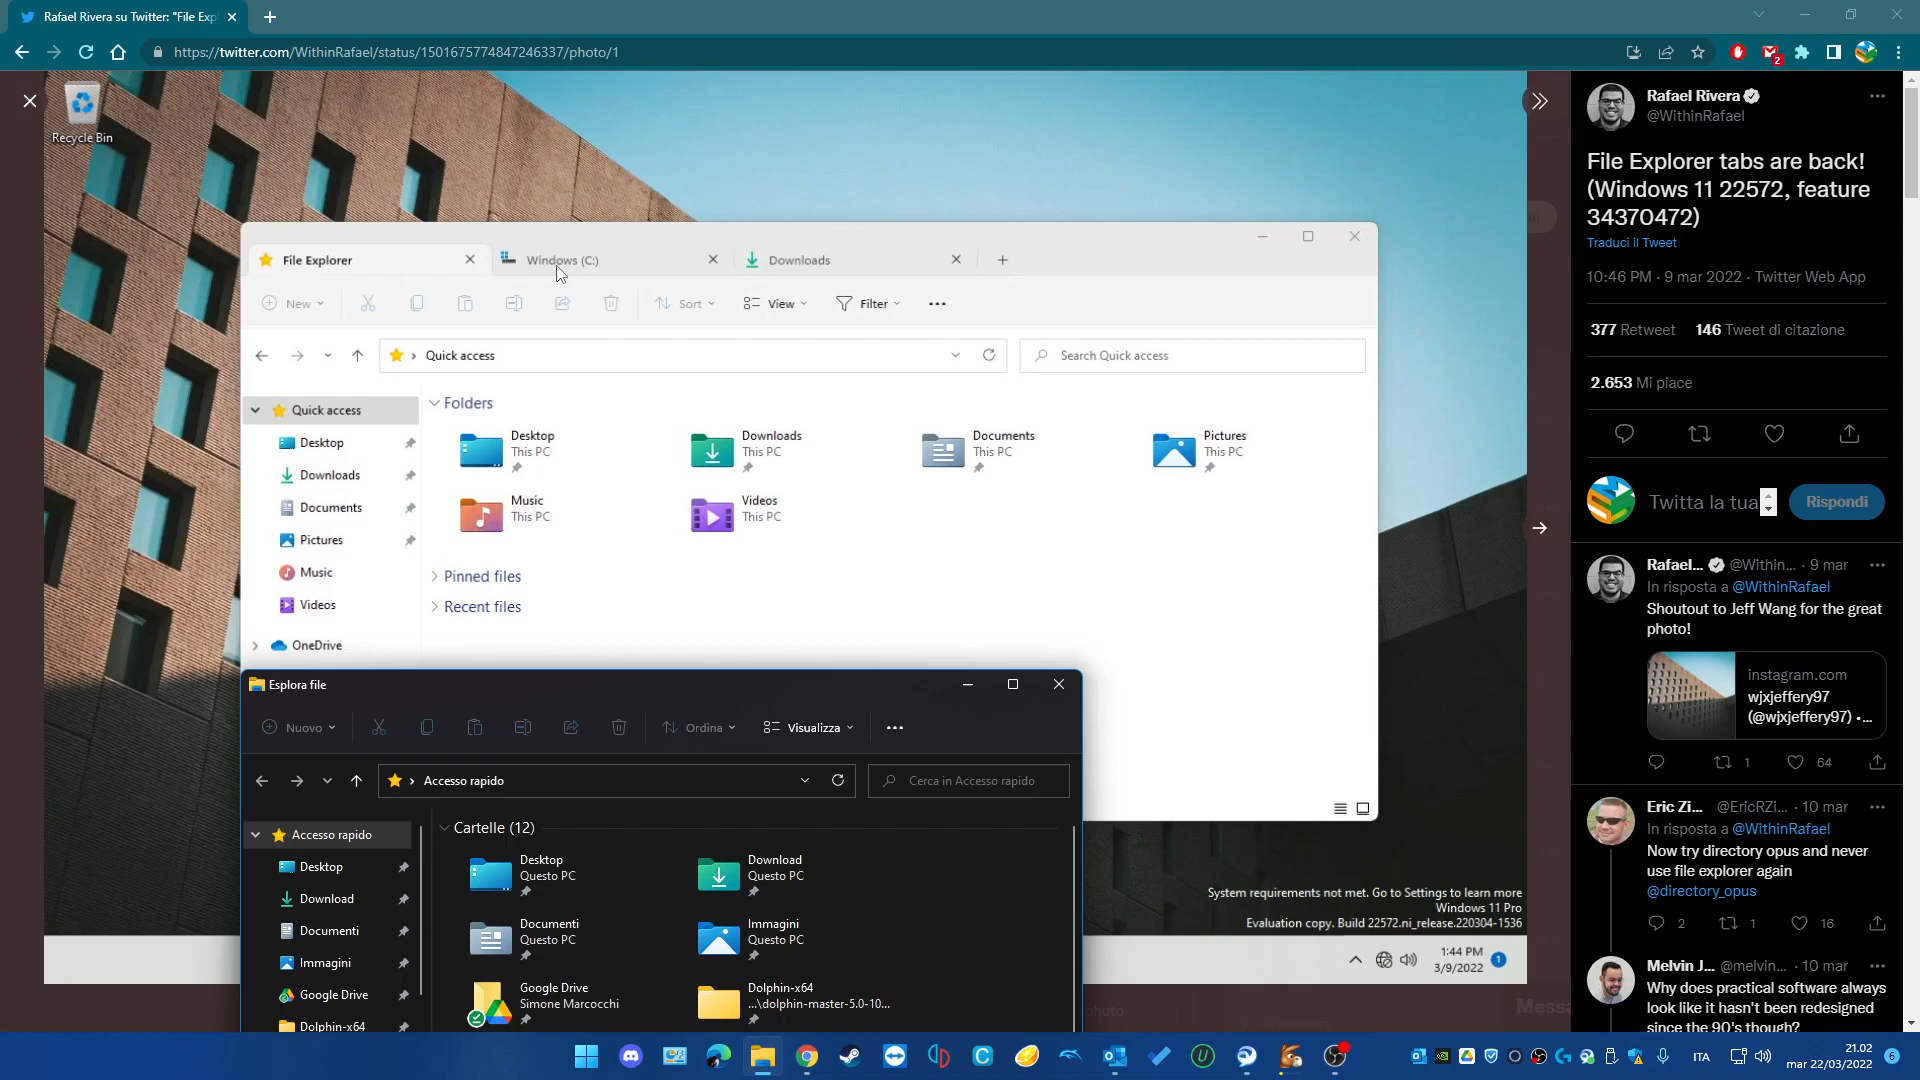 Rafael Rivera su Twitter: "File Exp
https://twitter.com/WithinRafael/status/1501675774847246337/photo/1
2
Recycle Bin
File Explorer
Windows (C:)
Downloads
New
Sort
View
Filter
Quick access
Search Quick access
Quick access
Desktop
Downloads
Documents
Pictures
Music
Videos
OneDrive
Folders
Desktop
This PC
Downloads
This PC
Documents
This PC
Pictures
This PC
Music
This PC
Videos
This PC
Pinned files
Recent files
Esplora file
Nuovo
Ordina
Visualizza
Accesso rapido
Cerca in Accesso rapido
Accesso rapido
Desktop
Download
Documenti
Immagini
Google Drive
Dolphin-x64
Cartelle (12)
Desktop
Questo PC
Download
Questo PC
Documenti
Questo PC
Immagini
Questo PC
Google Drive
Simone Marcocchi
Dolphin-x64
...\dolphin-master-5.0-10...
System requirements not met. Go to Settings to learn more
Windows 11 Pro
Evaluation copy. Build 22572.ni_release.220304-1536
1:44 PM
3/9/2022
1
photo
Messa
Rafael Rivera
@WithinRafael
File Explorer tabs are back!
(Windows 11 22572, feature
34370472)
Traduci il Tweet
10:46 PM · 9 mar 2022 · Twitter Web App
377 Retweet 146 Tweet di citazione
2.653 Mi piace
Twitta la tua
Rispondi
Rafael... @Within... · 9 mar
In risposta a @WithinRafael
Shoutout to Jeff Wang for the great
photo!
instagram.com
wjxjeffery97
(@wjxjeffery97) •...
1
64
Eric Zi... @EricRZi... · 10 mar
In risposta a @WithinRafael
Now try directory opus and never
use file explorer again
@directory_opus
2
1
16
Melvin J... @melvin... · 10 mar
Why does practical software always
look like it hasn't been redesigned
since the 90's though?
ITA
21.02
mar 22/03/2022
6